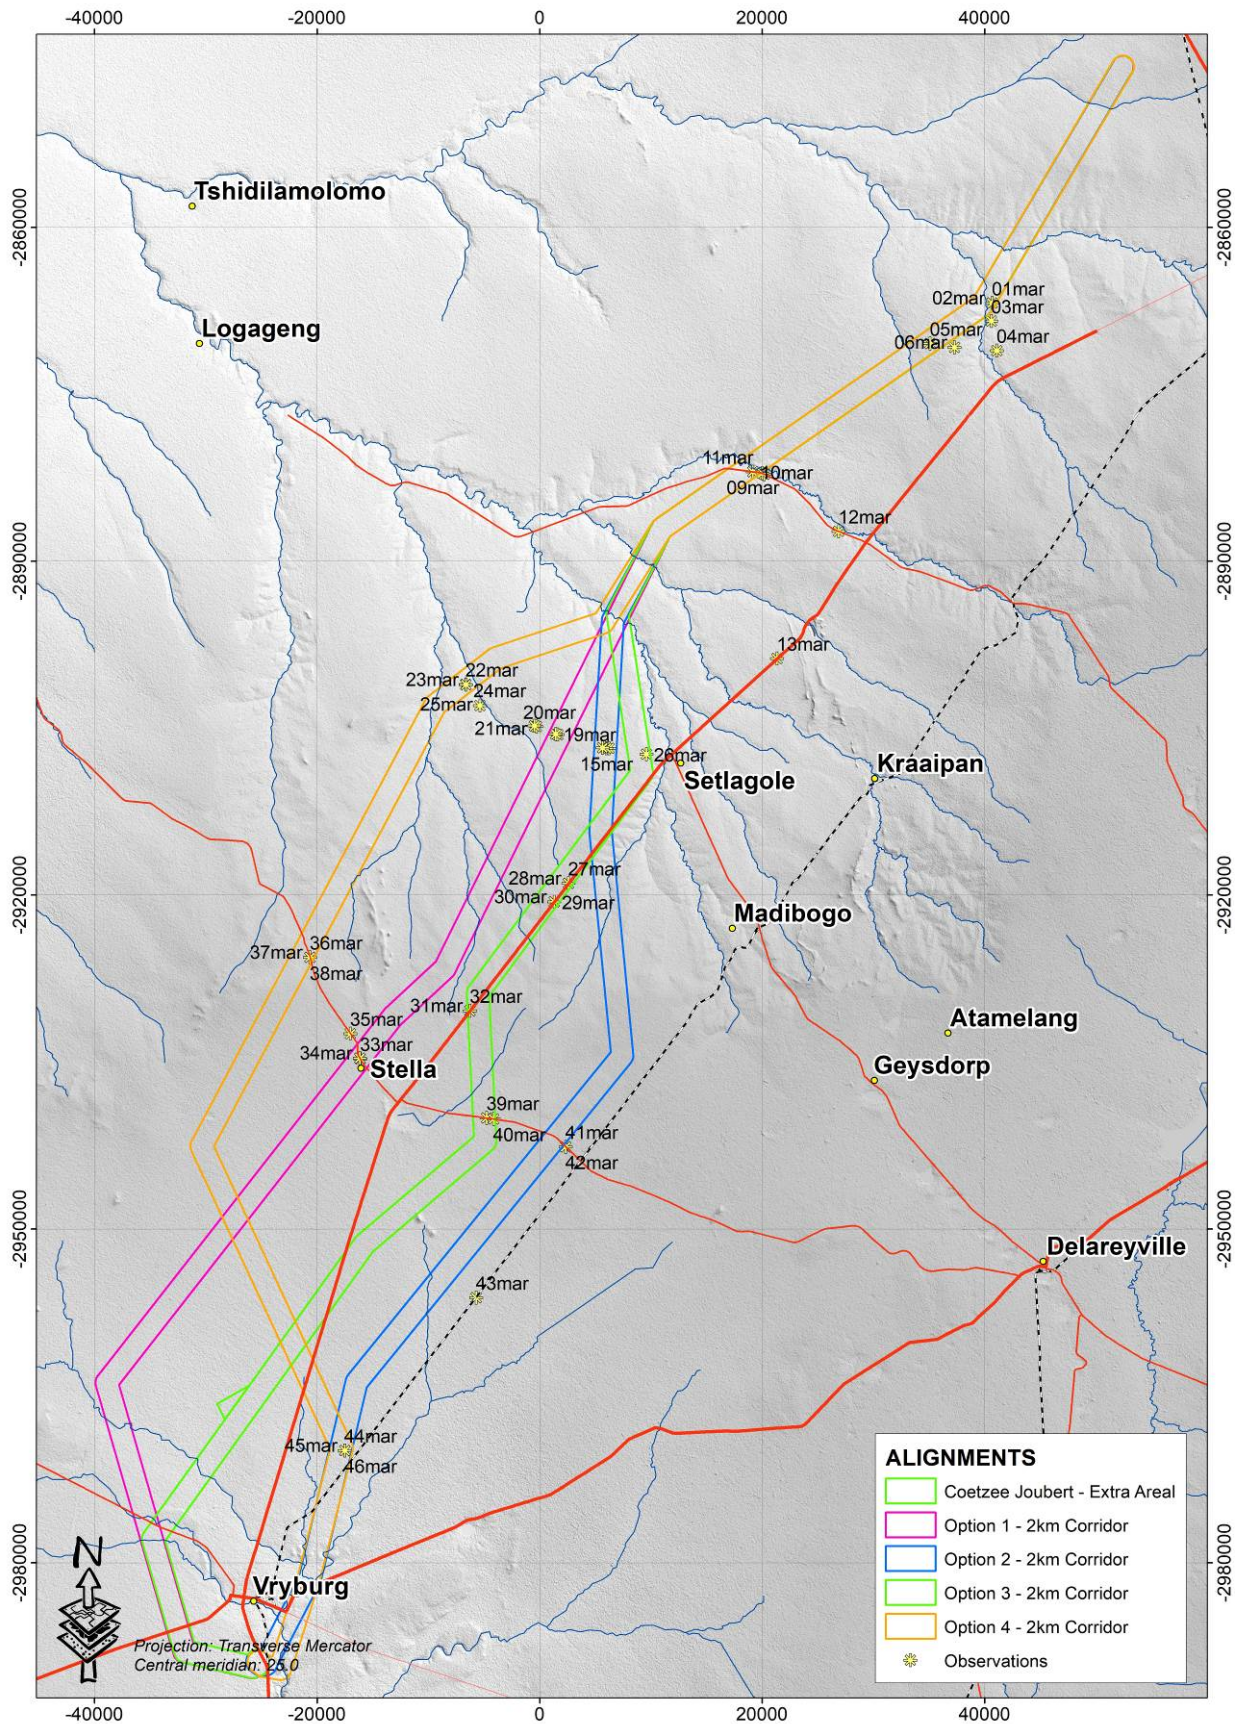 -40000 -20000 0 20000 40000
-2860000 -2860000
-2890000 -2890000
-2920000 -2920000
-2950000 -2950000
-2980000 -2980000
Tshidilamolomo
Logageng
01mar
02mar
03mar
05mar
04mar
06mar
11mar
10mar
09mar
12mar
13mar
22mar
23mar
24mar
25mar
20mar
21mar
19mar
15mar
26mar
Setlagole
Kraaipan
27mar
28mar
30mar
29mar
Madibogo
36mar
37mar
38mar
31mar
32mar
35mar
33mar
34mar
Stella
Atamelang
Geysdorp
39mar
40mar
41mar
42mar
Delareyville
43mar
44mar
45mar
46mar
Vryburg
N
Projection: Transverse Mercator
Central meridian: 25.0
ALIGNMENTS
Coetzee Joubert - Extra Areal
Option 1 - 2km Corridor
Option 2 - 2km Corridor
Option 3 - 2km Corridor
Option 4 - 2km Corridor
Observations
-40000 -20000 0 20000 40000